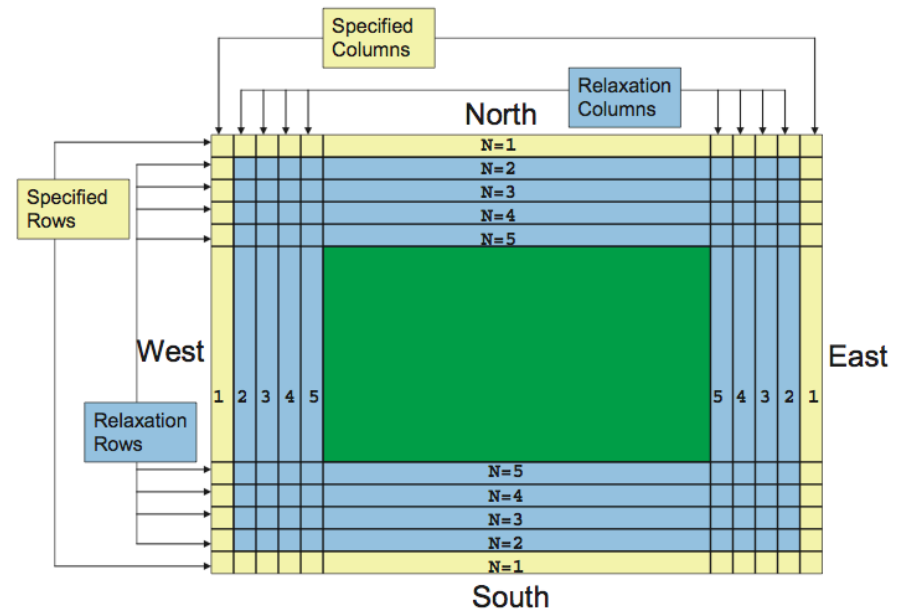 Specified
Columns
Relaxation
Columns
North
N=1
N=2
N=3
N=4
N=5
Specified
Rows
West
East
1 2 3 4 5
5 4 3 2 1
Relaxation
Rows
N=5
N=4
N=3
N=2
N=1
South